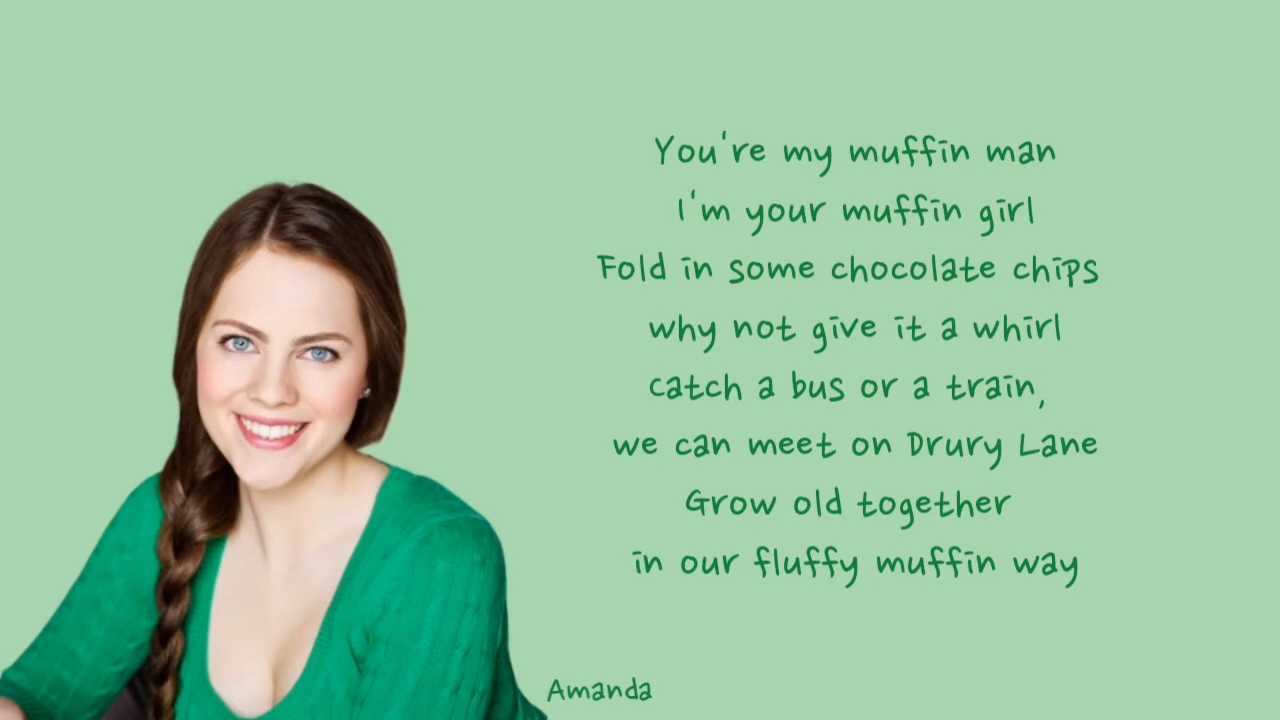 You're my muffin man
I'm your muffin girl
Fold in some chocolate chips
why not give it a whirl
catch a bus or a train,
we can meet on Drury Lane
Grow old together
in our fluffy muffin way
Amanda